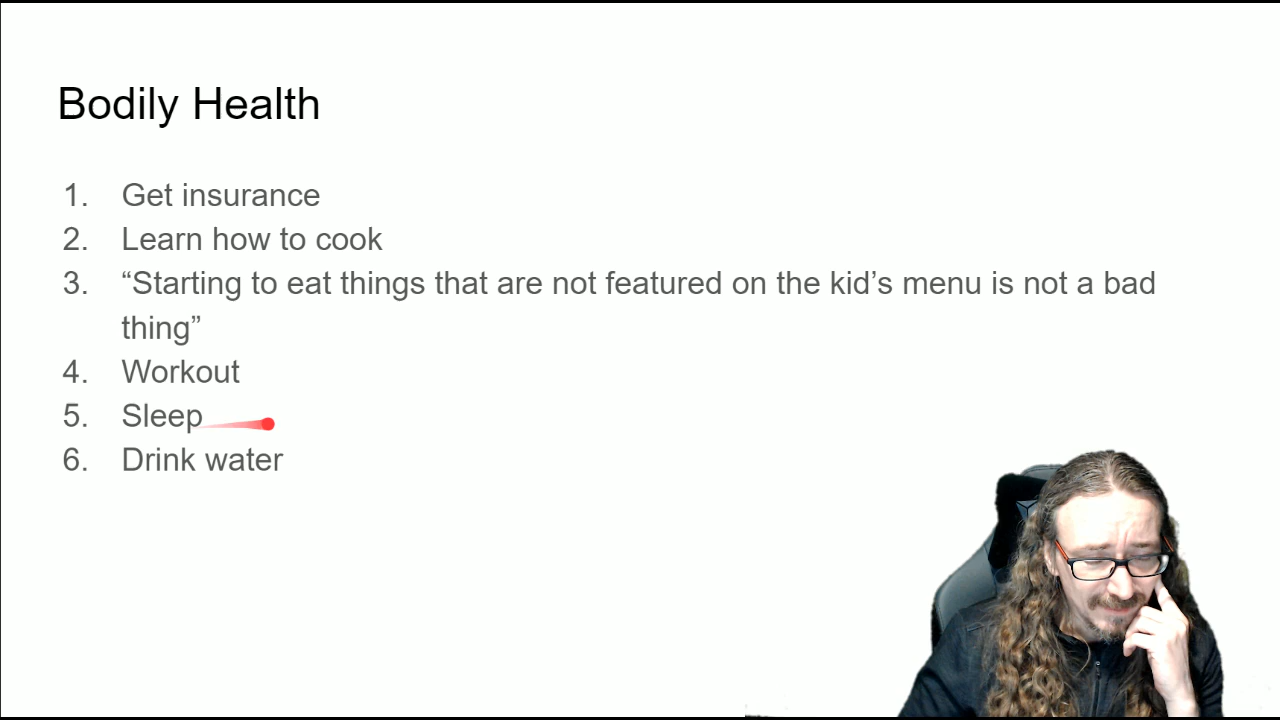 Bodily Health
1. Get insurance
2. Learn how to cook
3. “Starting to eat things that are not featured on the kid’s menu is not a bad
thing”
4. Workout
5. Sleep
6. Drink water